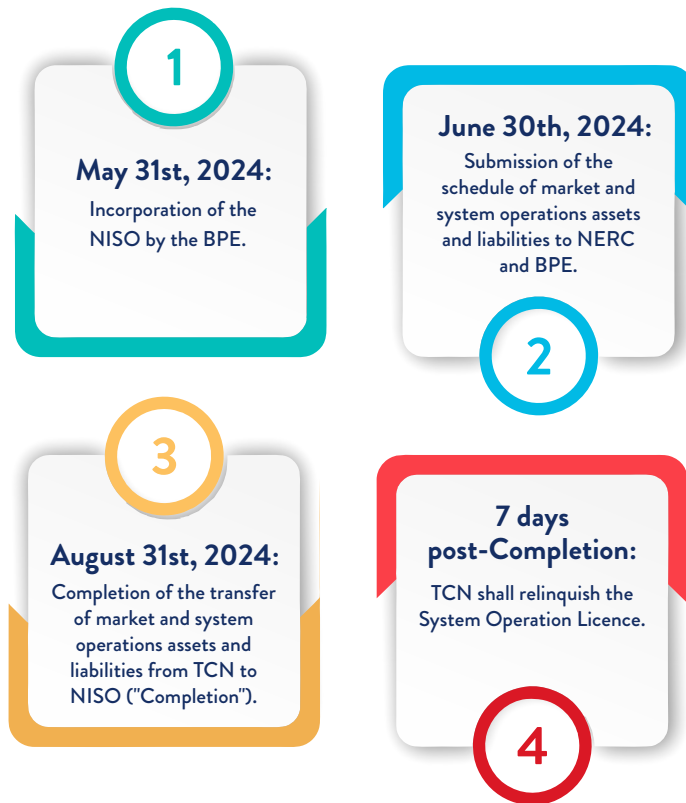 1
May 31st, 2024:
Incorporation of the
NISO by the BPE.
June 30th, 2024:
Submission of the
schedule of market and
system operations assets
and liabilities to NERC
and BPE.
2
3
August 31st, 2024:
Completion of the transfer
of market and system
operations assets and
liabilities from TCN to
NISO ("Completion").
7 days
post-Completion:
TCN shall relinquish the
System Operation Licence.
4